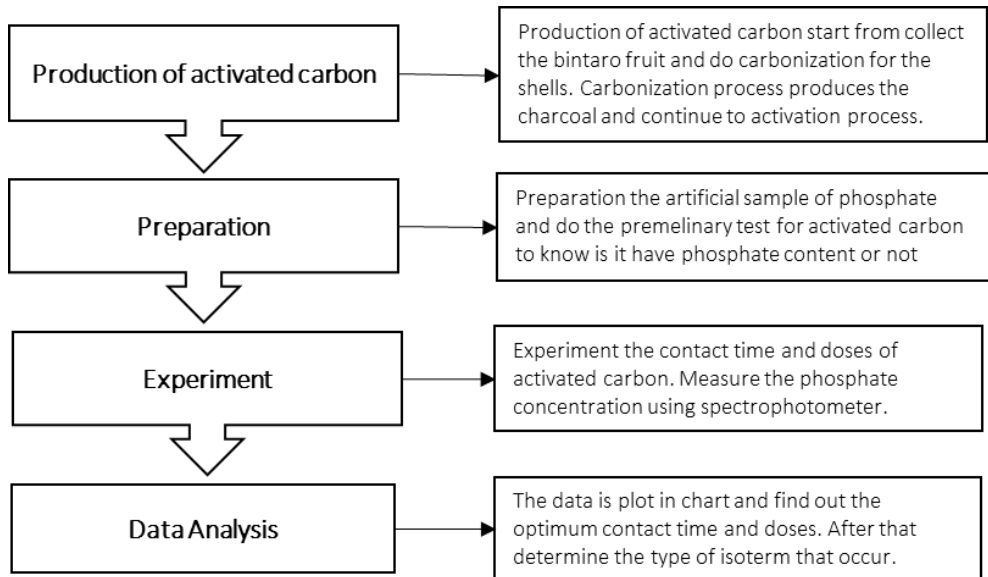 Production of activated carbon
Production of activated carbon start from collect
the bintaro fruit and do carbonization for the
shells. Carbonization process produces the
charcoal and continue to activation process.
Preparation
Preparation the artificial sample of phosphate
and do the premelinary test for activated carbon
to know is it have phosphate content or not
Experiment
Experiment the contact time and doses of
activated carbon. Measure the phosphate
concentration using spectrophotometer.
Data Analysis
The data is plot in chart and find out the
optimum contact time and doses. After that
determine the type of isoterm that occur.